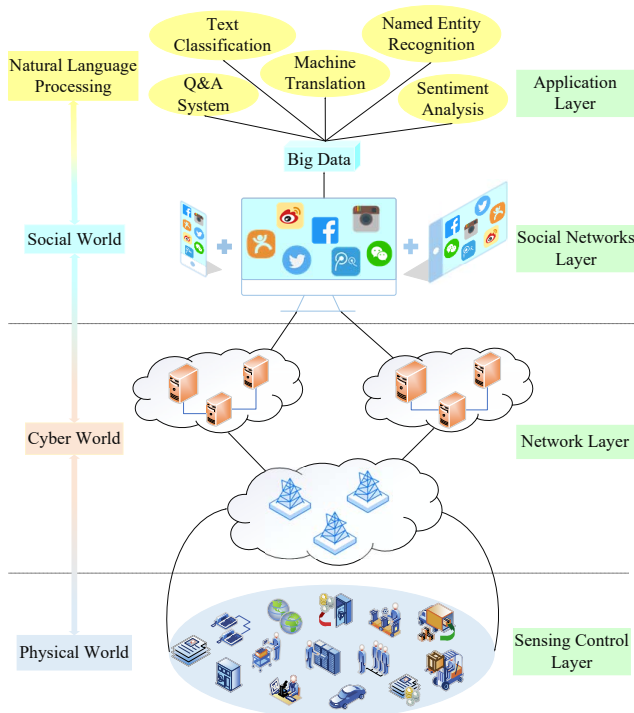 Text
Classification
Named Entity
Recognition
Natural Language
Processing
Machine
Translation
Q&A
System
Sentiment
Analysis
Application
Layer
Big Data
Social World
Social Networks
Layer
Cyber World
Network Layer
Physical World
Sensing Control
Layer